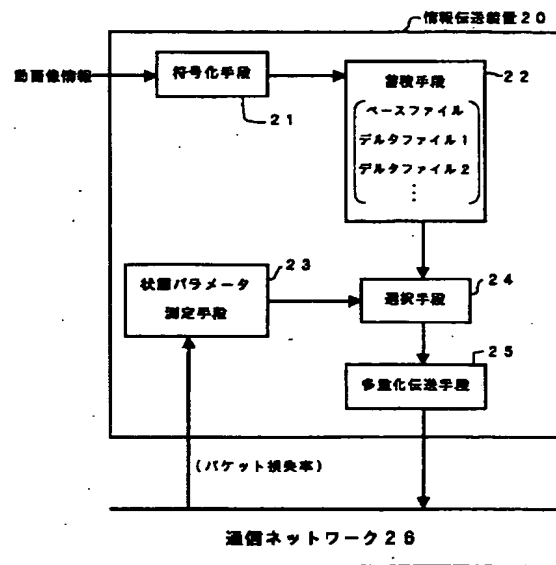 情報伝送装置20
動画像情報
符号化手段
21
蓄積手段
22
ベースファイル
デルタファイル1
デルタファイル2
⋮
状態パラメータ
測定手段
23
選択手段
24
多重化伝送手段
25
(パケット損失率)
通信ネットワーク26